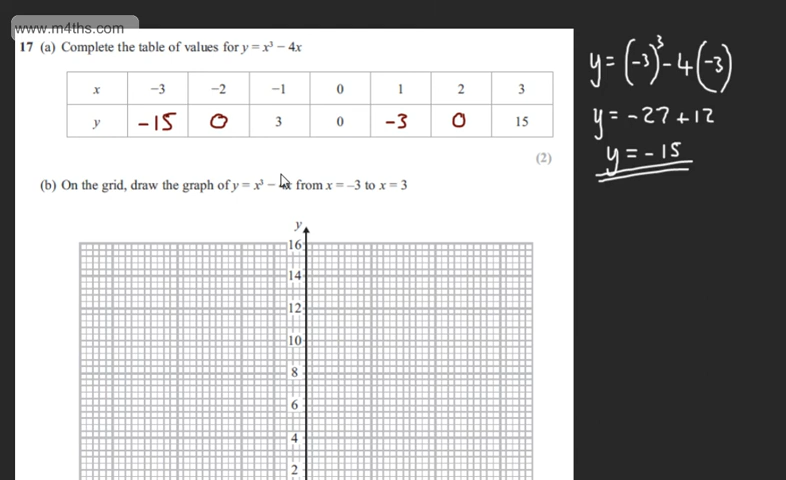 www.m4ths.com
17 (a) Complete the table of values for y = x³ − 4x
x −3 −2 −1 0 1 2 3
y -15 0 3 0 -3 0 15
(2)
(b) On the grid, draw the graph of y = x³ − 4x from x = −3 to x = 3
y
16
14
12
10
8
6
4
2
y = (-3)³ - 4(-3)
y = -27 + 12
y = -15